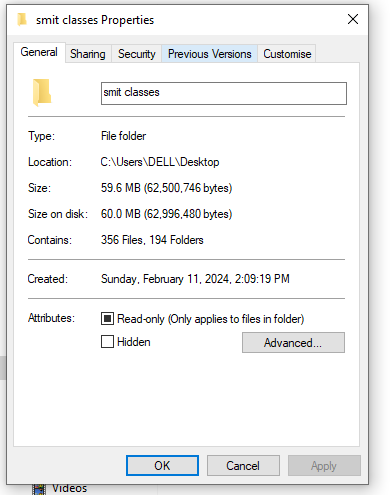 smit classes Properties
General Sharing Security Previous Versions Customise
smit classes
Type: File folder
Location: C:\Users\DELL\Desktop
Size: 59.6 MB (62,500,746 bytes)
Size on disk: 60.0 MB (62,996,480 bytes)
Contains: 356 Files, 194 Folders
Created: Sunday, February 11, 2024, 2:09:19 PM
Attributes: Read-only (Only applies to files in folder)
Hidden Advanced...
OK Cancel Apply
Videos